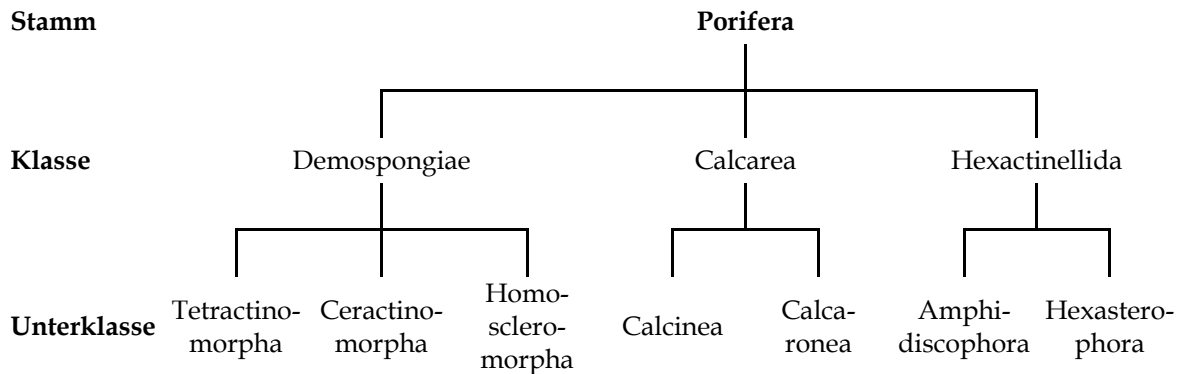 Stamm Porifera
Klasse Demospongiae Calcarea Hexactinellida
Unterklasse
Tetractino-
morpha
Ceractino-
morpha
Homo-
sclero-
morpha
Calcinea
Calca-
ronea
Amphi-
discophora
Hexastero-
phora